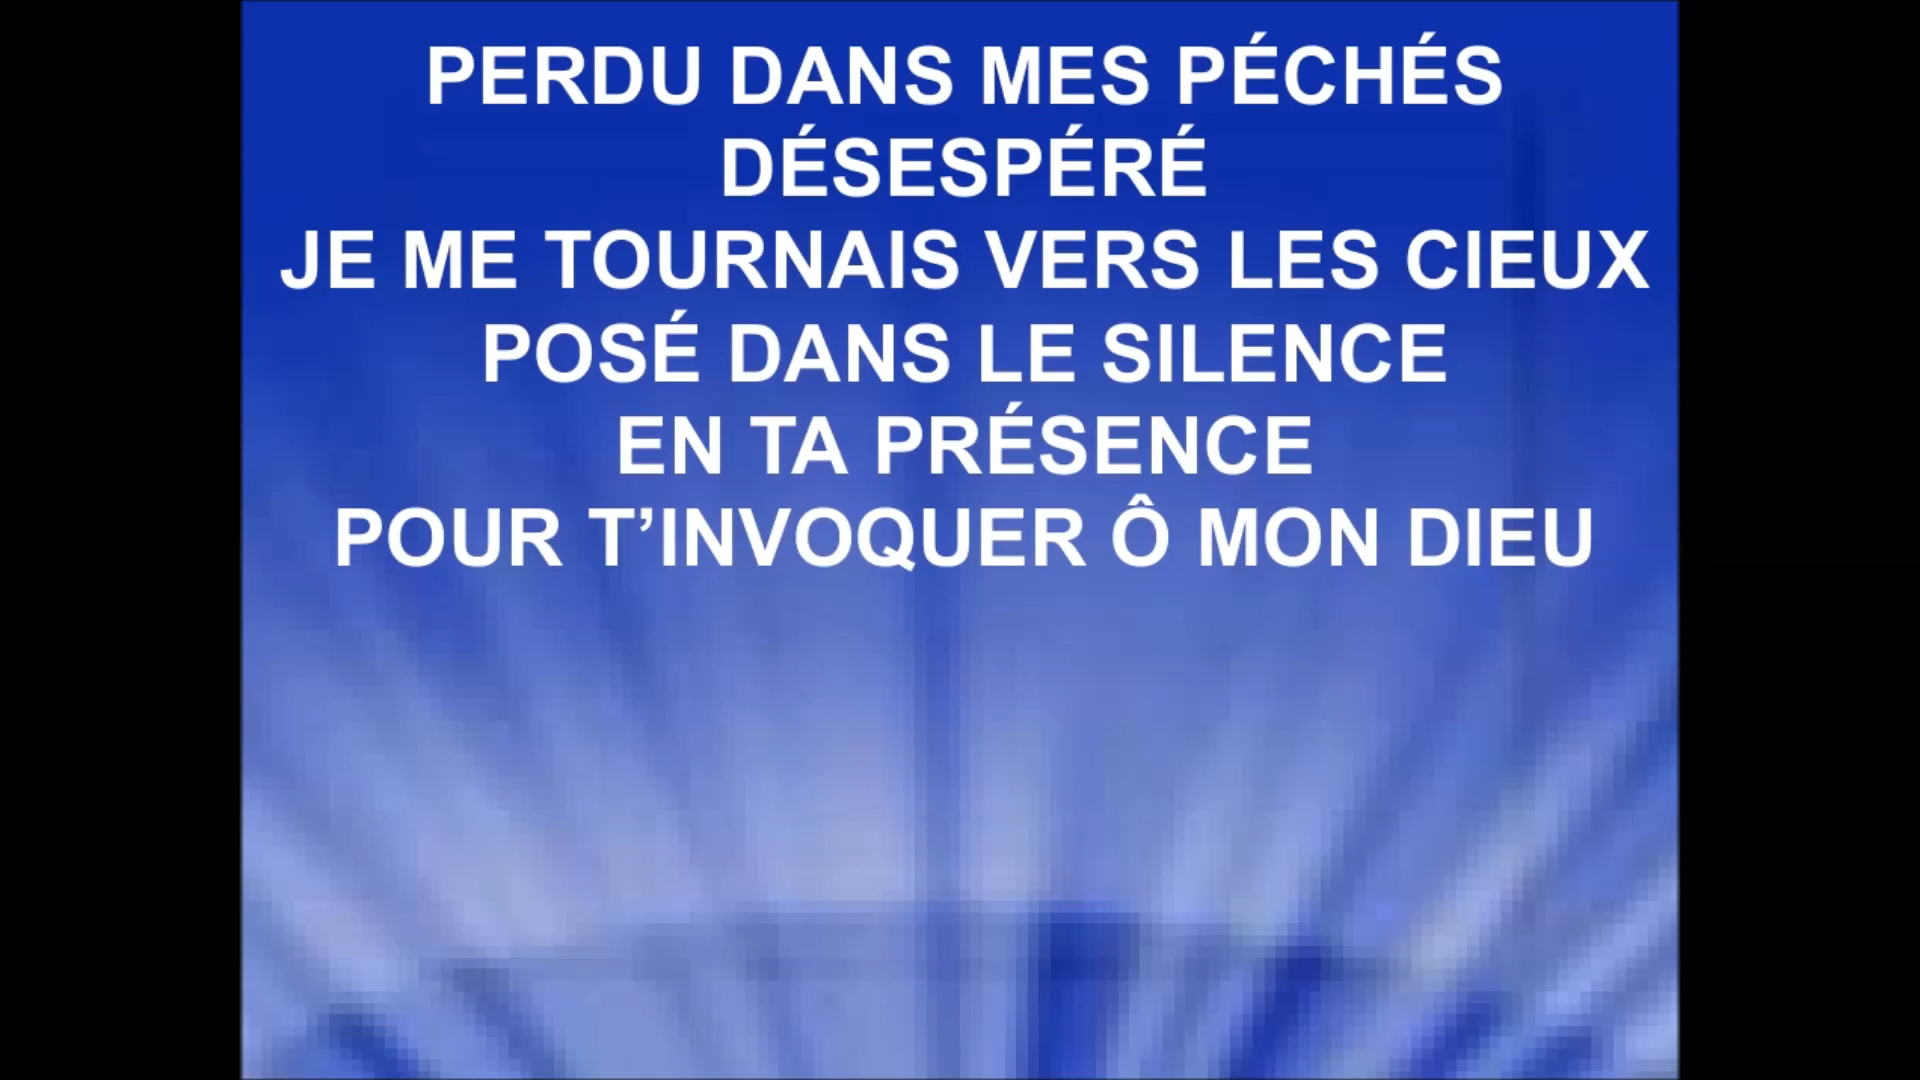 PERDU DANS MES PÉCHÉS
DÉSESPÉRÉ
JE ME TOURNAIS VERS LES CIEUX
POSÉ DANS LE SILENCE
EN TA PRÉSENCE
POUR T’INVOQUER Ô MON DIEU